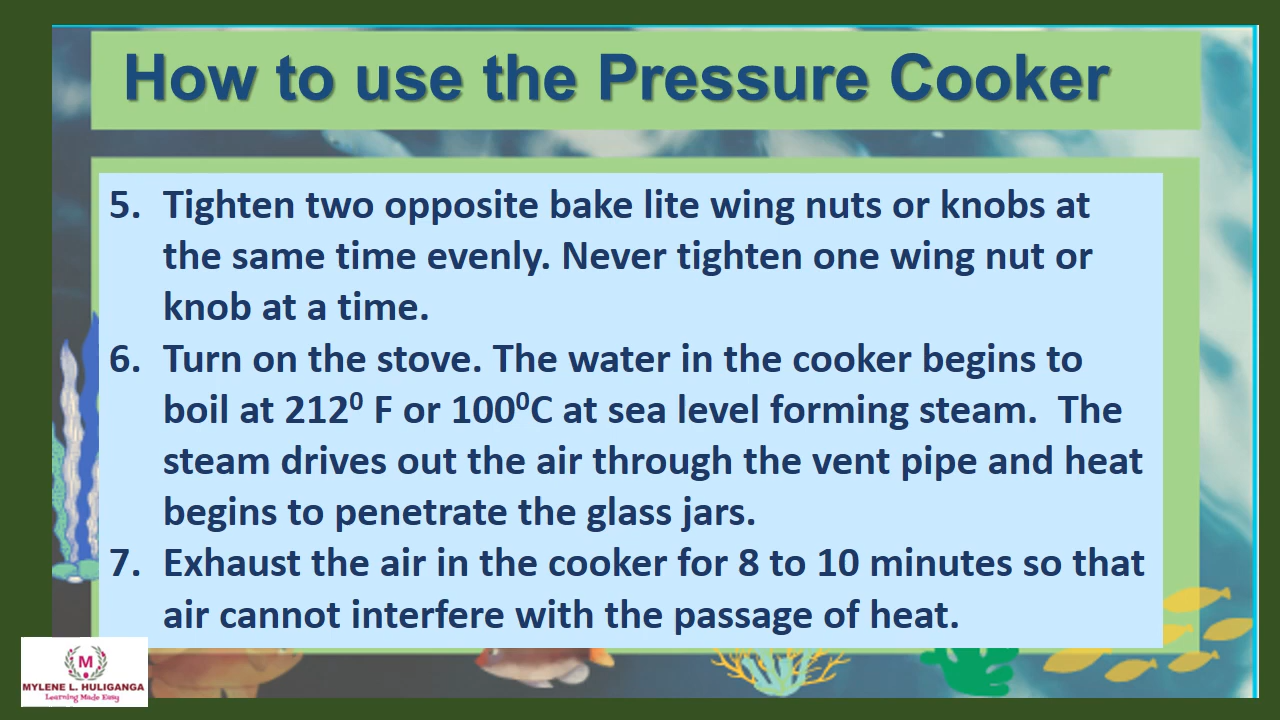 How to use the Pressure Cooker
5. Tighten two opposite bake lite wing nuts or knobs at
the same time evenly. Never tighten one wing nut or
knob at a time.
6. Turn on the stove. The water in the cooker begins to
boil at 212⁰ F or 100⁰C at sea level forming steam.  The
steam drives out the air through the vent pipe and heat
begins to penetrate the glass jars.
7. Exhaust the air in the cooker for 8 to 10 minutes so that
air cannot interfere with the passage of heat.
M
MYLENE L. HULIGANGA
Learning Made Easy